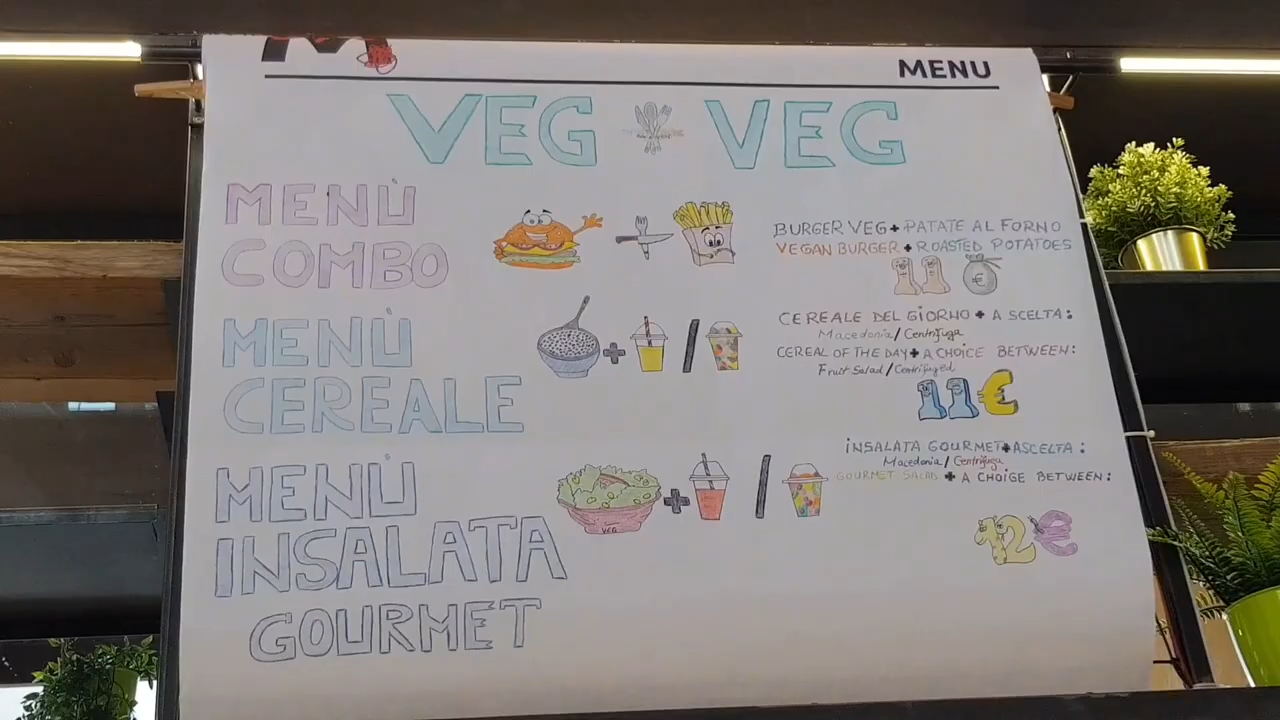 MENU
VEG VEG
MENÙ
COMBO
BURGER VEG + PATATE AL FORNO
VEGAN BURGER + ROASTED POTATOES
11 €
MENÙ
CEREALE
+ /
CEREALE DEL GIORNO + A SCELTA:
Macedonia/Centrifuga
CEREAL OF THE DAY + A CHOICE BETWEEN:
Fruit Salad/Centrifuged
11€
MENÙ
INSALATA
GOURMET
VEG
+ /
INSALATA GOURMET + A SCELTA:
Macedonia/Centrifuga
GOURMET SALAD + A CHOIGE BETWEEN:
12€